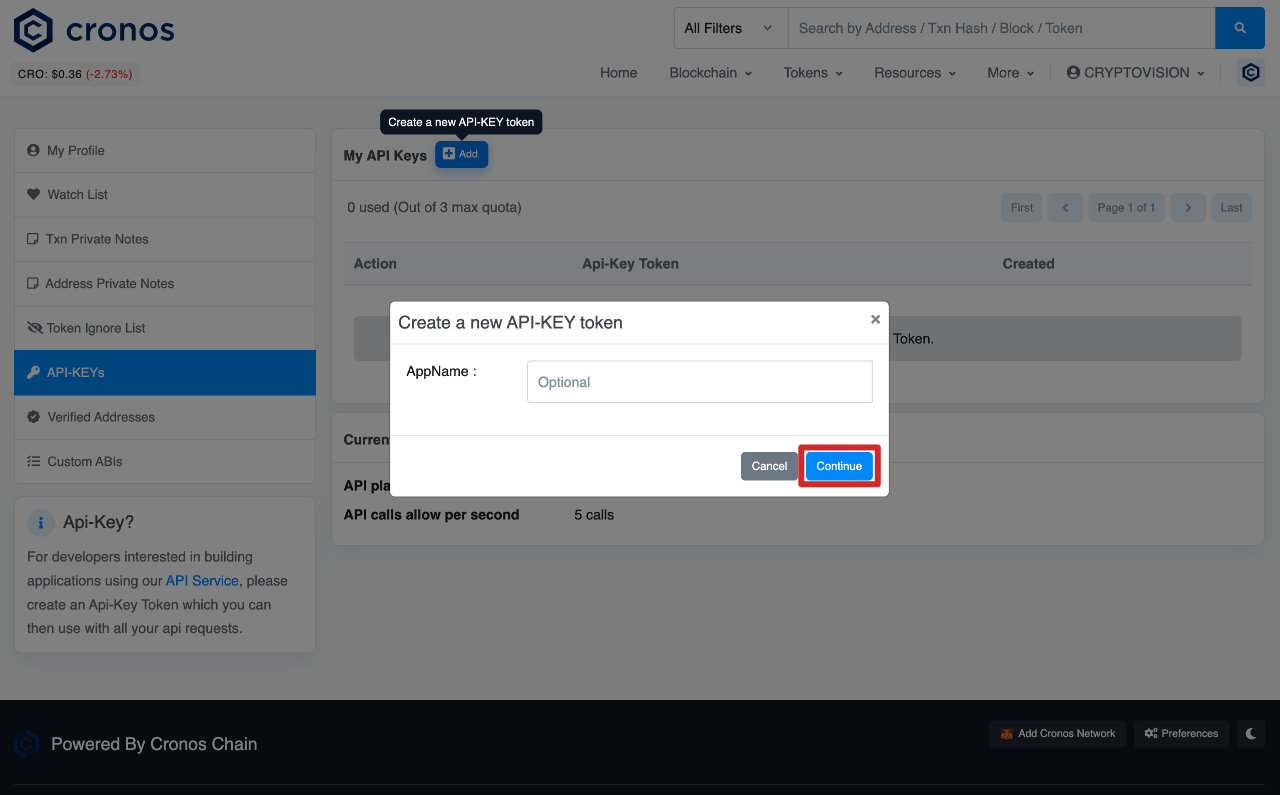 cronos
All Filters
Search by Address / Txn Hash / Block / Token
CRO: $0.36 (-2.73%)
Home
Blockchain
Tokens
Resources
More
CRYPTOVISION
Create a new API-KEY token
My Profile
Watch List
Txn Private Notes
Address Private Notes
Token Ignore List
API-KEYs
Verified Addresses
Custom ABIs
Api-Key?
For developers interested in building
applications using our API Service, please
create an Api-Key Token which you can
then use with all your api requests.
My API Keys
Add
0 used (Out of 3 max quota)
First
Page 1 of 1
Last
Action
Api-Key Token
Created
Token.
Create a new API-KEY token
×
AppName :
Optional
Cancel
Continue
API calls allow per second
5 calls
Powered By Cronos Chain
Add Cronos Network
Preferences